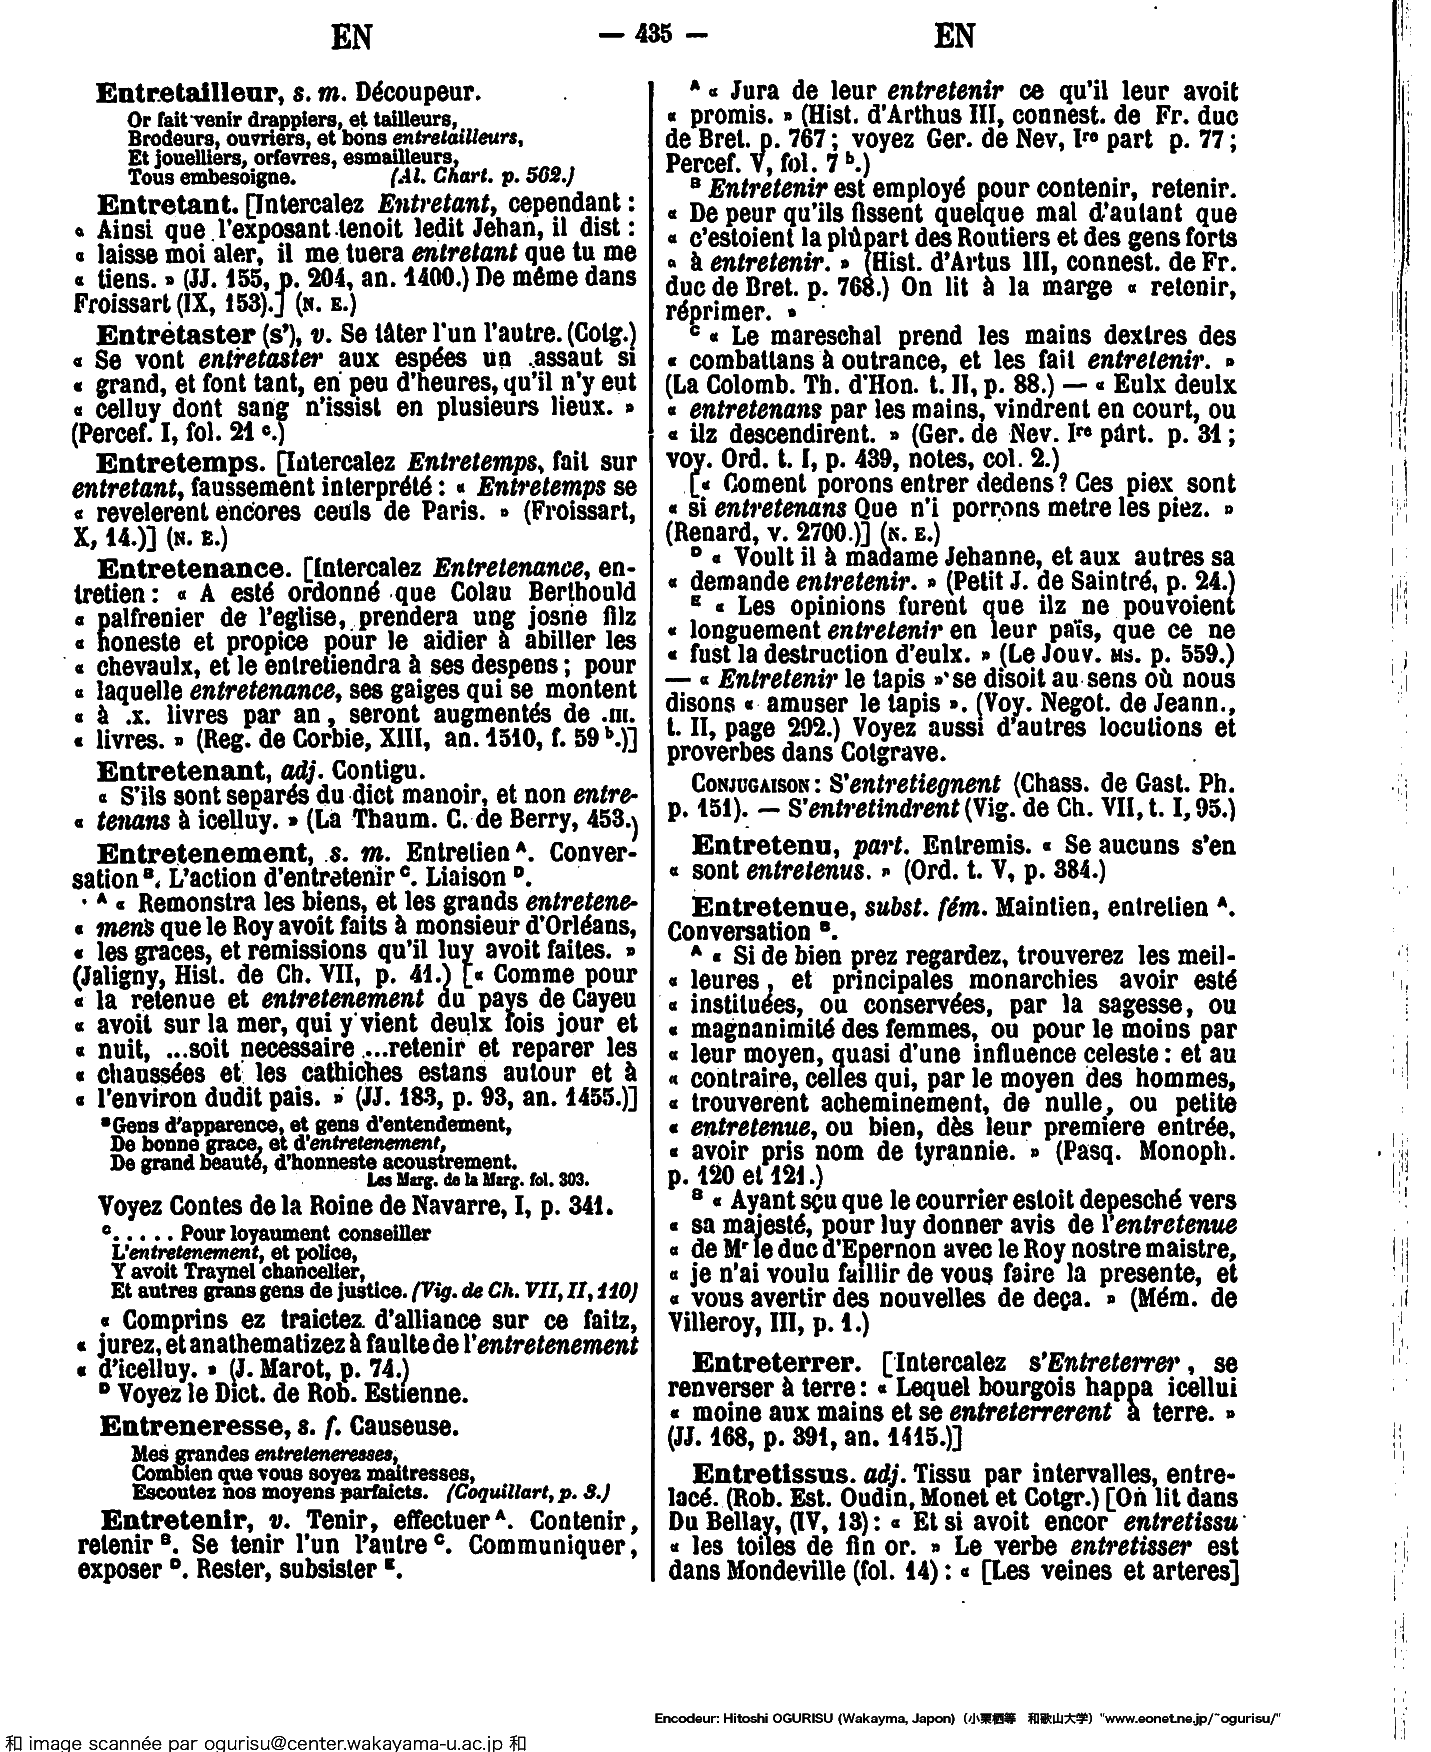 EN — 435 — EN
Entretailleur, s. m. Découpeur.
Or fait venir drappiers, et tailleurs,
Brodeurs, ouvriers, et bons entretailleurs,
Et jouelliers, orfevres, esmailleurs,
Tous embesoigne. (Al. Chart. p. 562.)
Entretant. [Intercalez Entretant, cependant :
« Ainsi que l'exposant tenoit ledit Jehan, il dist :
« laisse moi aler, il me tuera entretant que tu me
« tiens. » (JJ. 155, p. 204, an. 1400.) De même dans
Froissart (IX, 153).] (N. E.)
Entretaster (s'), v. Se tâter l'un l'autre. (Cotg.)
« Se vont entretaster aux espées un assaut si
« grand, et font tant, en peu d'heures, qu'il n'y eut
« celluy dont sang n'issist en plusieurs lieux. »
(Percef. I, fol. 21 c.)
Entretemps. [Intercalez Entretemps, fait sur
entretant, faussement interprété : « Entretemps se
« revelerent encores ceuls de Paris. » (Froissart,
X, 14.)] (N. E.)
Entretenance. [Intercalez Entretenance, en-
tretien : « A esté ordonné que Colau Berthould
« palfrenier de l'eglise, prendera ung josne filz
« honeste et propice pour le aidier à abiller les
« chevaulx, et le entretiendra à ses despens ; pour
« laquelle entretenance, ses gaiges qui se montent
« à .x. livres par an, seront augmentés de .III.
« livres. » (Reg. de Corbie, XIII, an. 1510, f. 59 b.)]
Entretenant, adj. Contigu.
« S'ils sont separés du dict manoir, et non entre-
« tenans à icelluy. » (La Thaum. C. de Berry, 453.)
Entretenement, s. m. Entretien A. Conver-
sation B. L'action d'entretenir C. Liaison D.
A « Remonstra les biens, et les grands entretene-
« mens que le Roy avoit faits à monsieur d'Orléans,
« les graces, et remissions qu'il luy avoit faites. »
(Jaligny, Hist. de Ch. VII, p. 41.) [« Comme pour
« la retenue et entretenement du pays de Cayeu
« avoit sur la mer, qui y vient deulx fois jour et
« nuit, ...soit necessaire ...retenir et reparer les
« chaussées et les cathiches estans autour et à
« l'environ dudit pais. » (JJ. 183, p. 93, an. 1455.)]
B Gens d'apparence, et gens d'entendement,
De bonne grace, et d'entretenement,
De grand beauté, d'honneste acoustrement.
Les Marg. de la Marg. fol. 303.
Voyez Contes de la Roine de Navarre, I, p. 341.
C. . . . . Pour loyaument conseiller
L'entretenement, et police,
Y avoit Traynel chancelier,
Et autres grans gens de justice. (Vig. de Ch. VII, II, 110)
« Comprins ez traictez d'alliance sur ce faitz,
« jurez, et anathematizez à faulte de l'entretenement
« d'icelluy. » (J. Marot, p. 74.)
D Voyez le Dict. de Rob. Estienne.
Entreneresse, s. f. Causeuse.
Mes grandes entreteneresses,
Combien que vous soyez maitresses,
Escoutez nos moyens parfaicts. (Coquillart, p. 8.)
Entretenir, v. Tenir, effectuer A. Contenir,
retenir B. Se tenir l'un l'autre C. Communiquer,
exposer D. Rester, subsister E.
A « Jura de leur entretenir ce qu'il leur avoit
« promis. » (Hist. d'Arthus III, connest. de Fr. duc
de Bret. p. 767 ; voyez Ger. de Nev, Ire part p. 77 ;
Percef. V, fol. 7 b.)
B Entretenir est employé pour contenir, retenir.
« De peur qu'ils fissent quelque mal d'autant que
« c'estoient la plûpart des Routiers et des gens forts
« à entretenir. » (Hist. d'Artus III, connest. de Fr.
duc de Bret. p. 768.) On lit à la marge « retenir,
réprimer. »
C « Le mareschal prend les mains dextres des
« combattans à outrance, et les fait entretenir. »
(La Colomb. Th. d'Hon. t. II, p. 88.) — « Eulx deulx
« entretenans par les mains, vindrent en court, ou
« ilz descendirent. » (Ger. de Nev. Ire part. p. 31 ;
voy. Ord. t. I, p. 439, notes, col. 2.)
[« Coment porons entrer dedens ? Ces piex sont
« si entretenans Que n'i porrons metre les piez. »
(Renard, v. 2700.)] (N. E.)
D « Voult il à madame Jehanne, et aux autres sa
« demande entretenir. » (Petit J. de Saintré, p. 24.)
E « Les opinions furent que ilz ne pouvoient
« longuement entretenir en leur païs, que ce ne
« fust la destruction d'eulx. » (Le Jouv. MS. p. 559.)
— « Entretenir le tapis » se disoit au sens où nous
disons « amuser le tapis ». (Voy. Negot. de Jeann.,
t. II, page 292.) Voyez aussi d'autres locutions et
proverbes dans Cotgrave.
CONJUGAISON : S'entretiegnent (Chass. de Gast. Ph.
p. 151). — S'entretindrent (Vig. de Ch. VII, t. I, 95.)
Entretenu, part. Entremis. « Se aucuns s'en
« sont entretenus. » (Ord. t. V, p. 384.)
Entretenue, subst. fém. Maintien, entretien A.
Conversation B.
A « Si de bien prez regardez, trouverez les meil-
« leures, et principales monarchies avoir esté
« instituées, ou conservées, par la sagesse, ou
« magnanimité des femmes, ou pour le moins par
« leur moyen, quasi d'une influence celeste : et au
« contraire, celles qui, par le moyen des hommes,
« trouverent acheminement, de nulle, ou petite
« entretenue, ou bien, dès leur premiere entrée,
« avoir pris nom de tyrannie. » (Pasq. Monoph.
p. 120 et 121.)
B « Ayant sçu que le courrier estoit depesché vers
« sa majesté, pour luy donner avis de l'entretenue
« de Mr le duc d'Epernon avec le Roy nostre maistre,
« je n'ai voulu faillir de vous faire la presente, et
« vous avertir des nouvelles de deça. » (Mém. de
Villeroy, III, p. 1.)
Entreterrer. [Intercalez s'Entreterrer, se
renverser à terre : « Lequel bourgois happa icellui
« moine aux mains et se entreterrerent à terre. »
(JJ. 168, p. 391, an. 1415.)]
Entretissus. adj. Tissu par intervalles, entre-
lacé. (Rob. Est. Oudin, Monet et Cotgr.) [On lit dans
Du Bellay, (IV, 13) : « Et si avoit encor entretissu
« les toiles de fin or. » Le verbe entretisser est
dans Mondeville (fol. 14) : « [Les veines et arteres]
Encodeur: Hitoshi OGURISU (Wakayma, Japon) (小栗栖等 和歌山大学) "www.eonet.ne.jp/~ogurisu/"
和 image scannée par ogurisu@center.wakayama-u.ac.jp 和